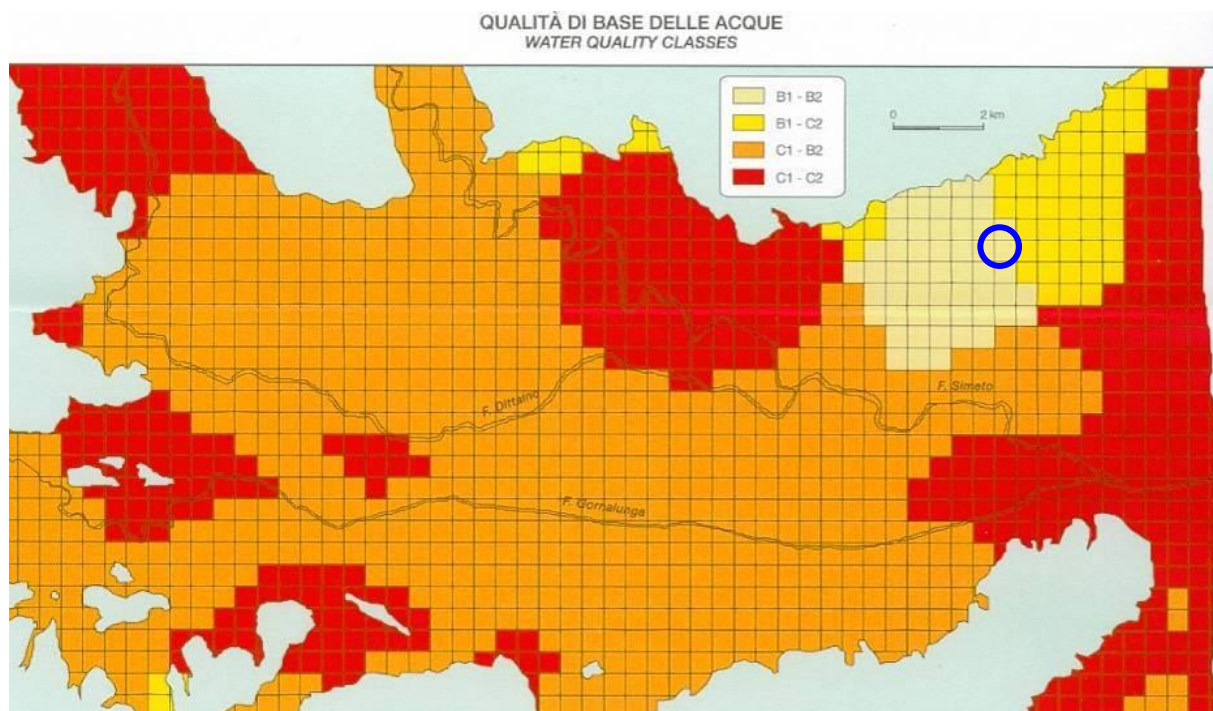 QUALITÀ DI BASE DELLE ACQUE
WATER QUALITY CLASSES
B1 - B2
B1 - C2
C1 - B2
C1 - C2
0 2 km
F. Simeto
F. Dittaino
F. Gornalunga